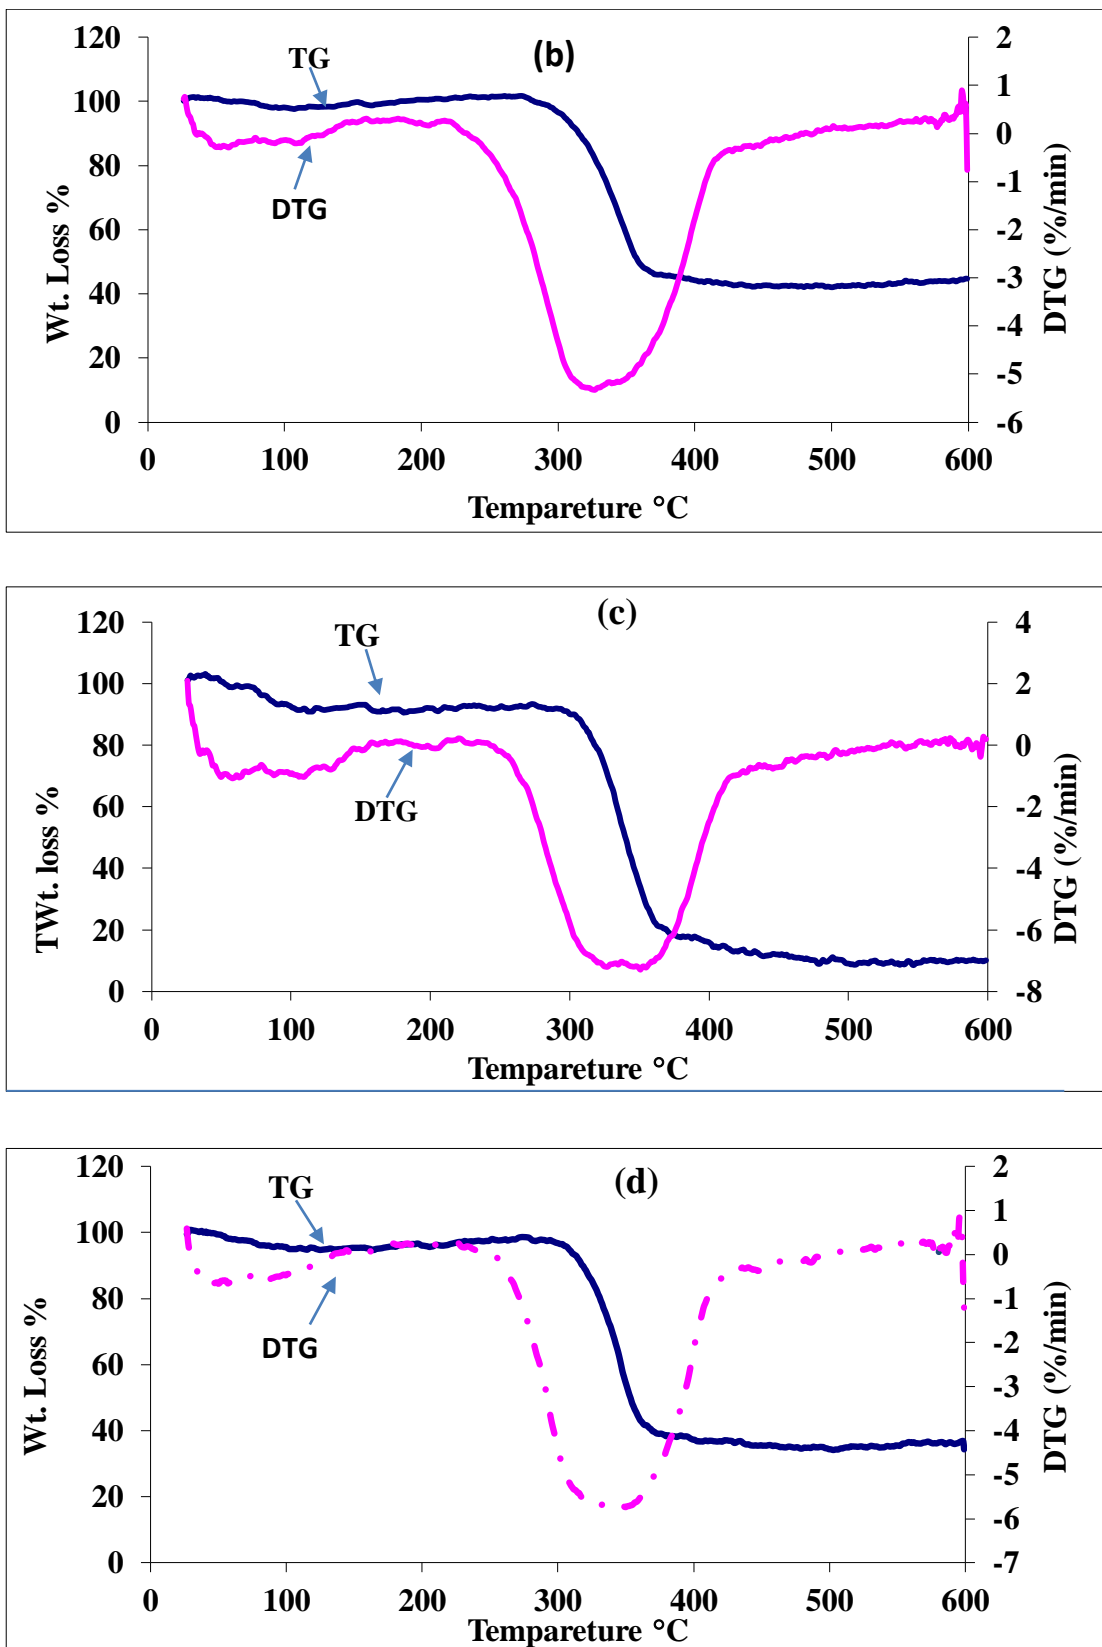 120 (b) 2
TG
100 1
80 0
DTG
60 -1
40 -2
20 -3
0 -4
-5
-6
Wt. Loss %
DTG (%/min)
0 100 200 300 400 500 600
Tempareture °C
120 (c) 4
TG
100 2
80 0
DTG
60 -2
40 -4
20 -6
0 -8
TWt. loss %
DTG (%/min)
0 100 200 300 400 500 600
Tempareture °C
120 (d) 2
TG
100 1
80 0
DTG
60 -1
40 -2
20 -3
0 -4
-5
-6
-7
Wt. Loss %
DTG (%/min)
0 100 200 300 400 500 600
Tempareture °C